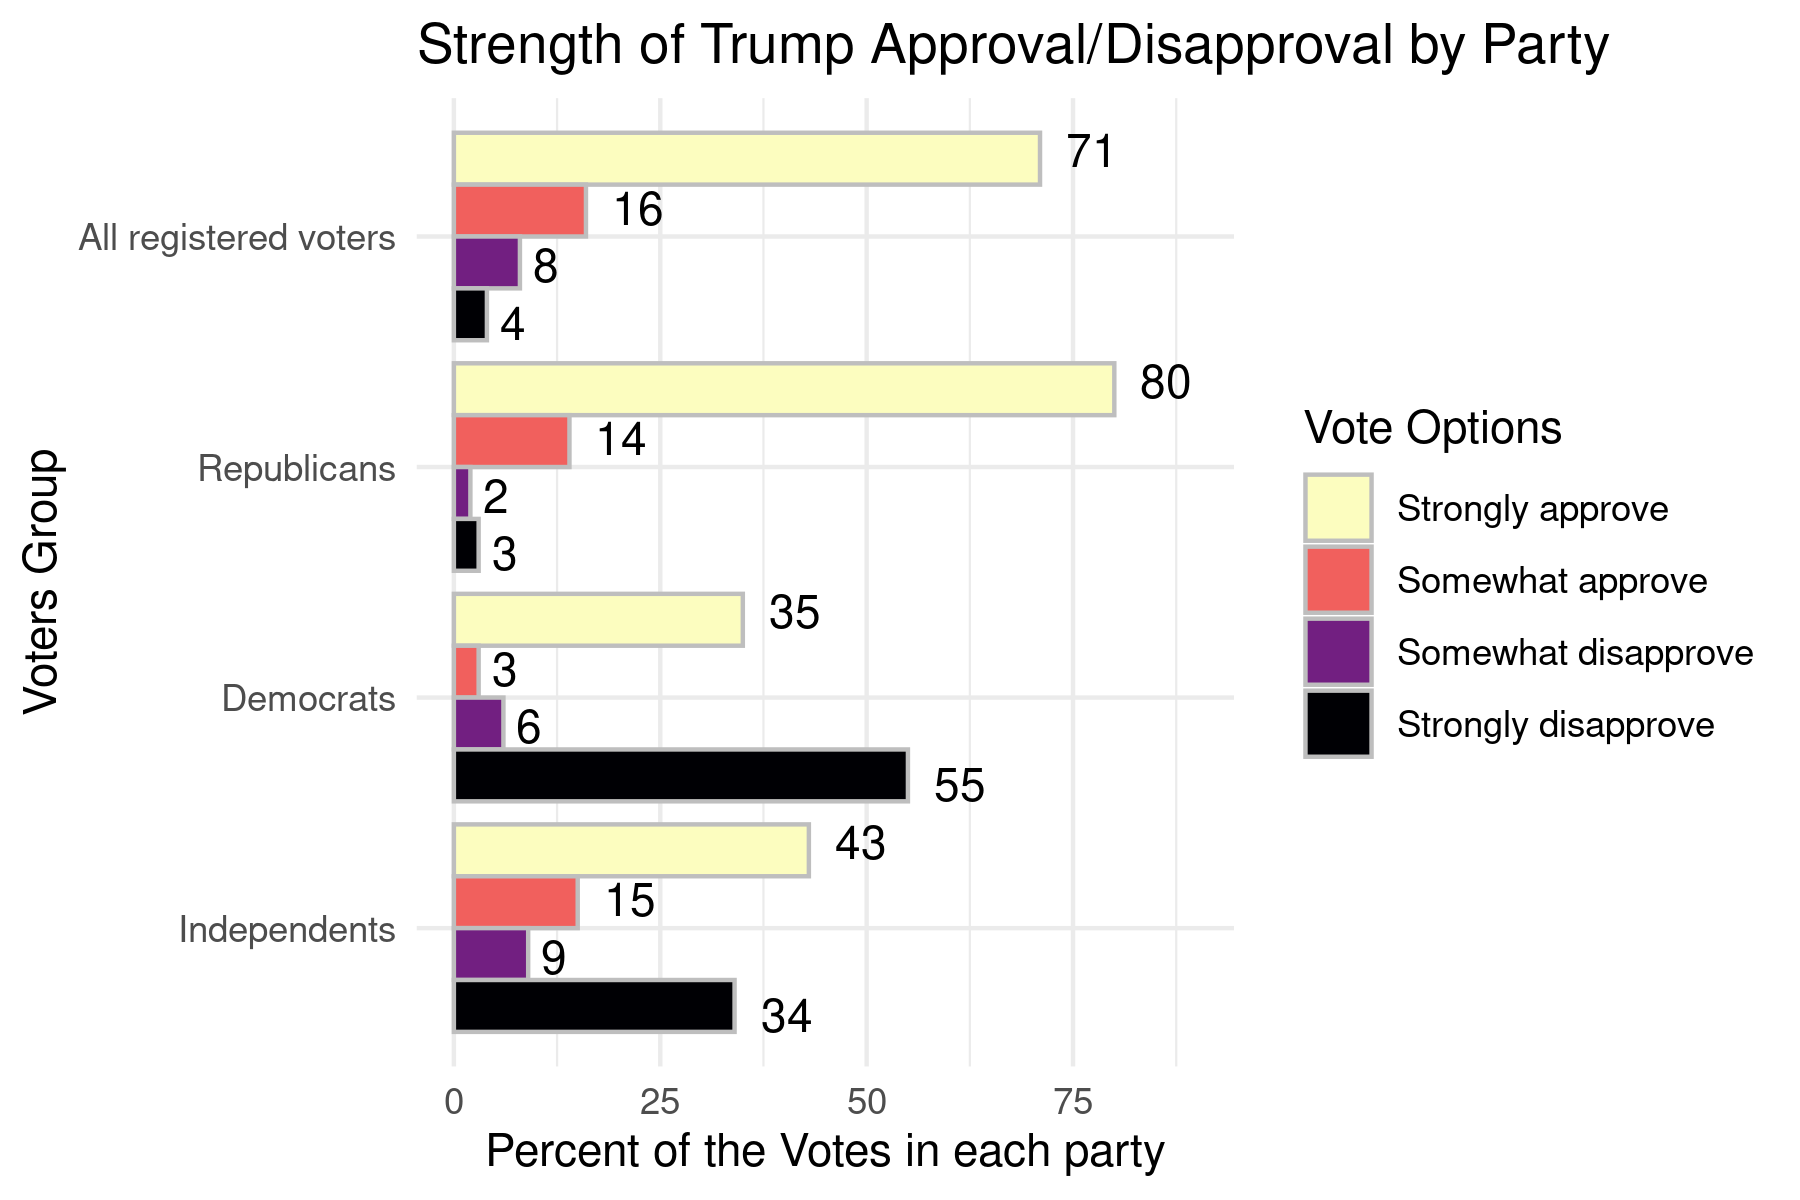 Strength of Trump Approval/Disapproval by Party
All registered voters
71
16
8
4
Republicans
80
14
2
3
Democrats
35
3
6
55
Independents
43
15
9
34
Voters Group
0 25 50 75
Percent of the Votes in each party
Vote Options
Strongly approve
Somewhat approve
Somewhat disapprove
Strongly disapprove